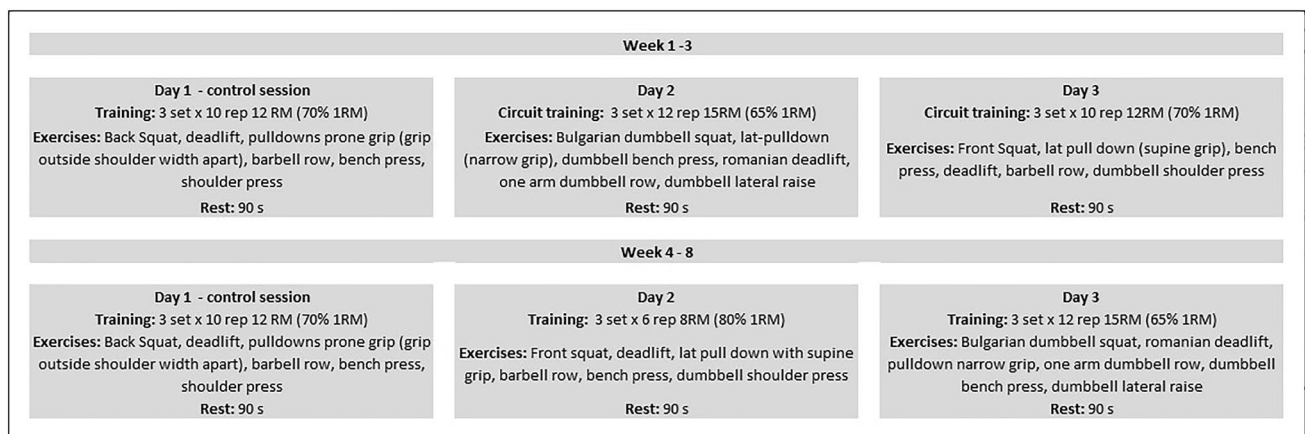 Week 1 -3
Day 1 - control session
Training: 3 set x 10 rep 12 RM (70% 1RM)
Exercises: Back Squat, deadlift, pulldowns prone grip (grip
outside shoulder width apart), barbell row, bench press,
shoulder press
Rest: 90 s
Day 2
Circuit training: 3 set x 12 rep 15RM (65% 1RM)
Exercises: Bulgarian dumbbell squat, lat-pulldown
(narrow grip), dumbbell bench press, romanian deadlift,
one arm dumbbell row, dumbbell lateral raise
Rest: 90 s
Day 3
Circuit training: 3 set x 10 rep 12RM (70% 1RM)
Exercises: Front Squat, lat pull down (supine grip), bench
press, deadlift, barbell row, dumbbell shoulder press
Rest: 90 s
Week 4 - 8
Day 1 - control session
Training: 3 set x 10 rep 12 RM (70% 1RM)
Exercises: Back Squat, deadlift, pulldowns prone grip (grip
outside shoulder width apart), barbell row, bench press,
shoulder press
Rest: 90 s
Day 2
Training: 3 set x 6 rep 8RM (80% 1RM)
Exercises: Front squat, deadlift, lat pull down with supine
grip, barbell row, bench press, dumbbell shoulder press
Rest: 90 s
Day 3
Training: 3 set x 12 rep 15RM (65% 1RM)
Exercises: Bulgarian dumbbell squat, romanian deadlift,
pulldown narrow grip, one arm dumbbell row, dumbbell
bench press, dumbbell lateral raise
Rest: 90 s